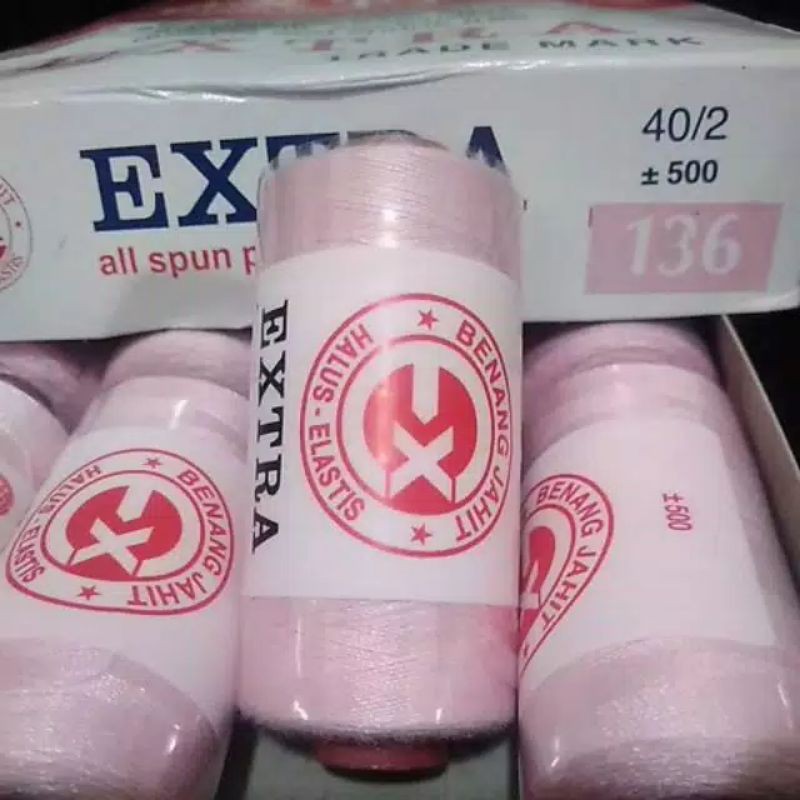 TRADE MARK
EXTRA
all spun
40/2
± 500
136
EXTRA
BENANG JAHIT
HALUS - ELASTIS
BENANG JAHIT
HALUS - ELASTIS
BENANG JAHIT
±500